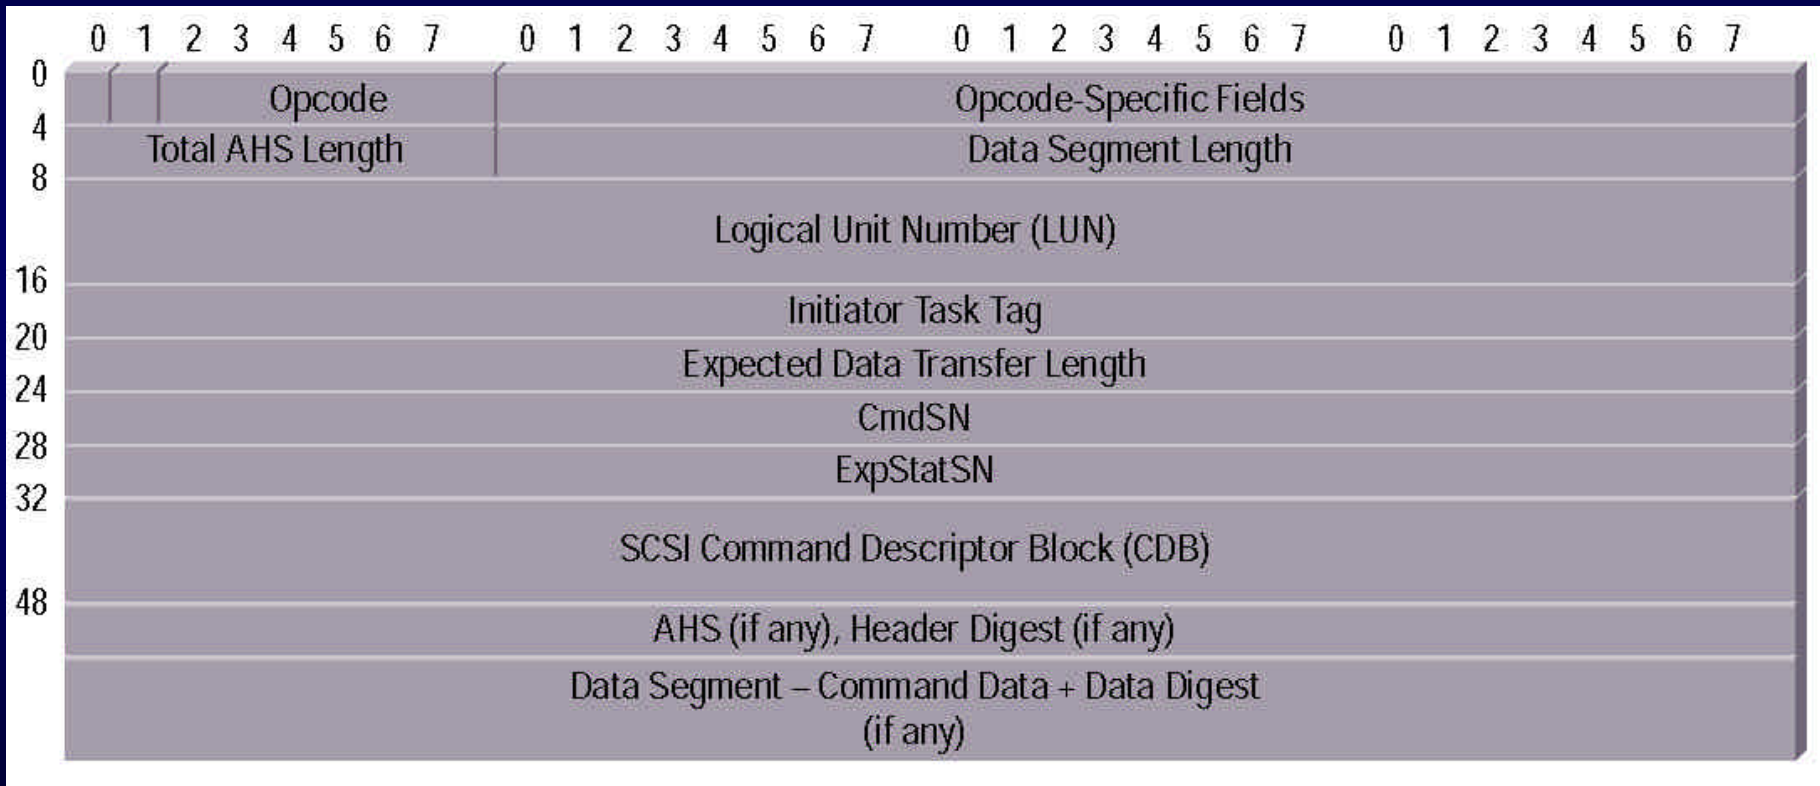 0 1 2 3 4 5 6 7 0 1 2 3 4 5 6 7 0 1 2 3 4 5 6 7 0 1 2 3 4 5 6 7
0
Opcode Opcode-Specific Fields
4
Total AHS Length Data Segment Length
8
Logical Unit Number (LUN)
16
Initiator Task Tag
20
Expected Data Transfer Length
24
CmdSN
28
ExpStatSN
32
SCSI Command Descriptor Block (CDB)
48
AHS (if any), Header Digest (if any)
Data Segment – Command Data + Data Digest
(if any)